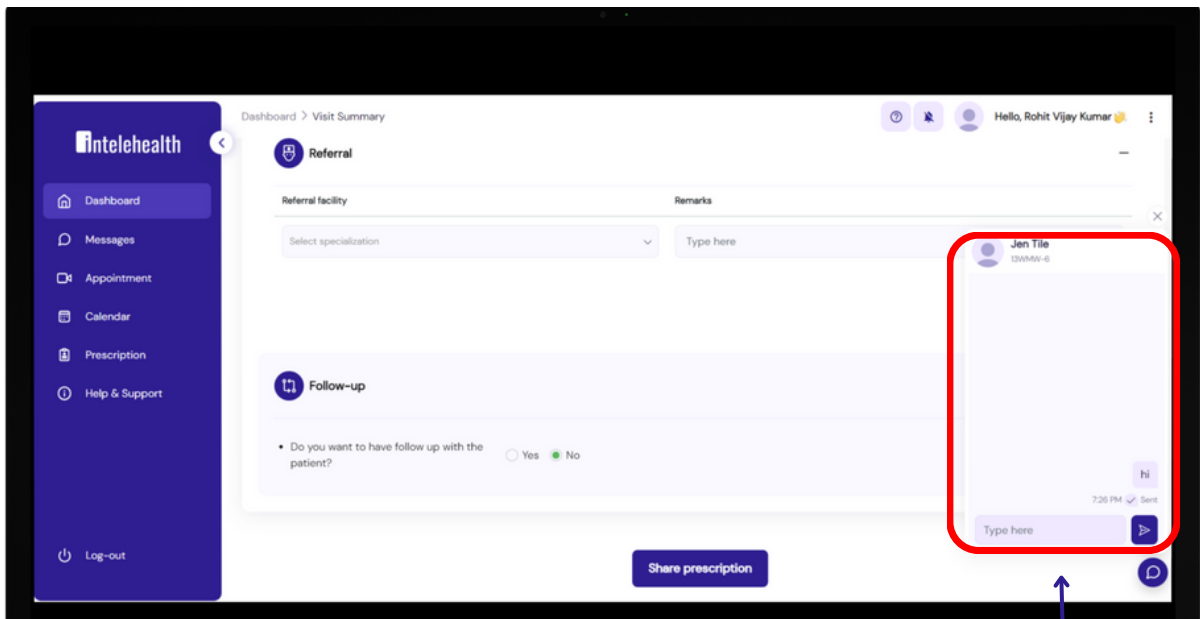 intelehealth
Dashboard
Messages
Appointment
Calendar
Prescription
Help & Support
Log-out
Dashboard > Visit Summary
Hello, Rohit Vijay Kumar 👋
Referral
Referral facility
Remarks
Select specialization
Type here
Follow-up
• Do you want to have follow up with the
patient?
Yes
No
Share prescription
Jen Tile
13WMW-6
hi
7:26 PM ✓ Sent
Type here